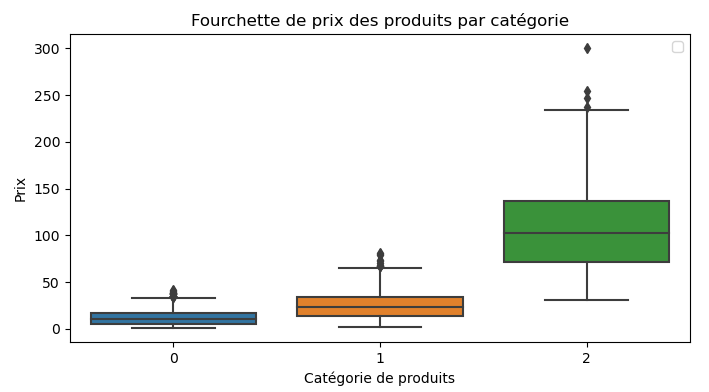 Fourchette de prix des produits par catégorie
300
250
200
150
100
50
0
Prix
0 1 2
Catégorie de produits